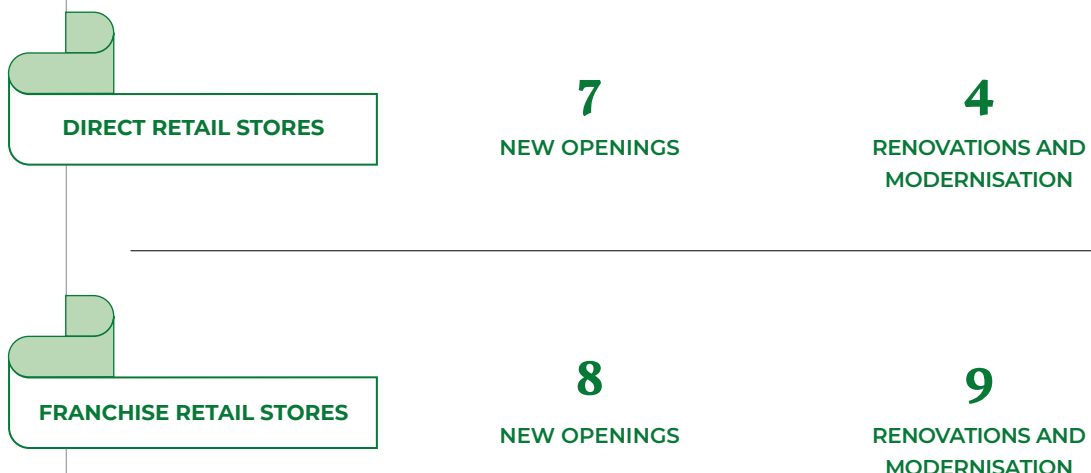 DIRECT RETAIL STORES
7
NEW OPENINGS
4
RENOVATIONS AND
MODERNISATION
FRANCHISE RETAIL STORES
8
NEW OPENINGS
9
RENOVATIONS AND
MODERNISATION